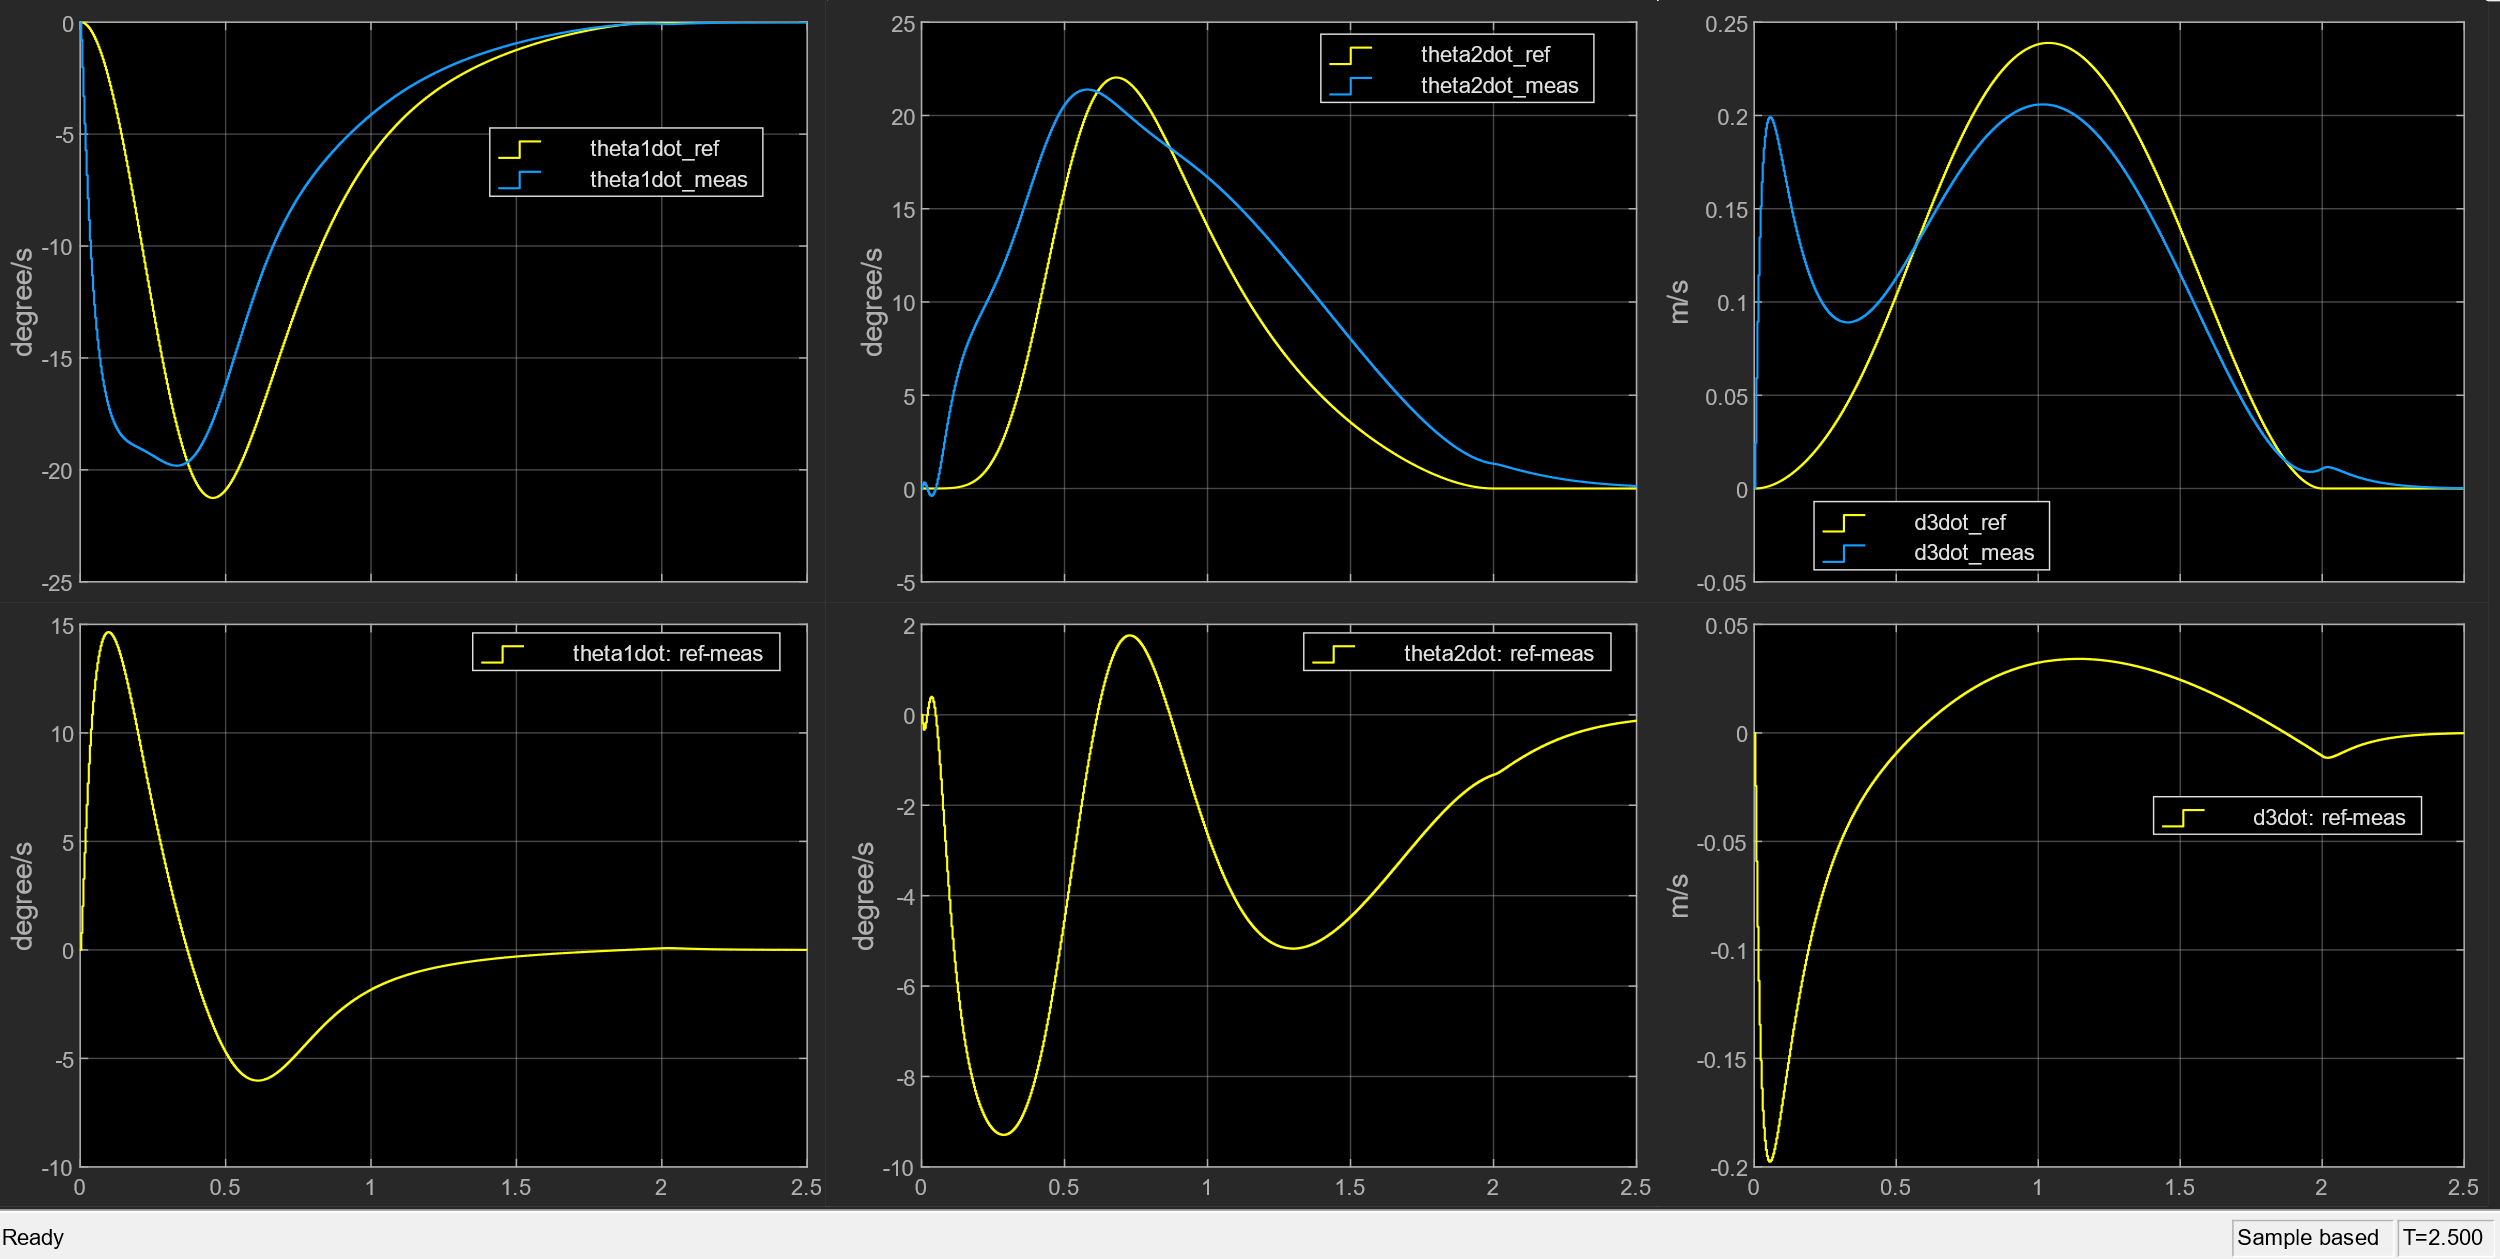 0
-5
-10
-15
-20
-25
degree/s
theta1dot_ref
theta1dot_meas
25
20
15
10
5
0
-5
degree/s
theta2dot_ref
theta2dot_meas
0.25
0.2
0.15
0.1
0.05
0
-0.05
m/s
d3dot_ref
d3dot_meas
15
10
5
0
-5
-10
degree/s
theta1dot: ref-meas
0 0.5 1 1.5 2 2.5
2
0
-2
-4
-6
-8
-10
degree/s
theta2dot: ref-meas
0 0.5 1 1.5 2 2.5
0.05
0
-0.05
-0.1
-0.15
-0.2
m/s
d3dot: ref-meas
0 0.5 1 1.5 2 2.5
Ready
Sample based T=2.500